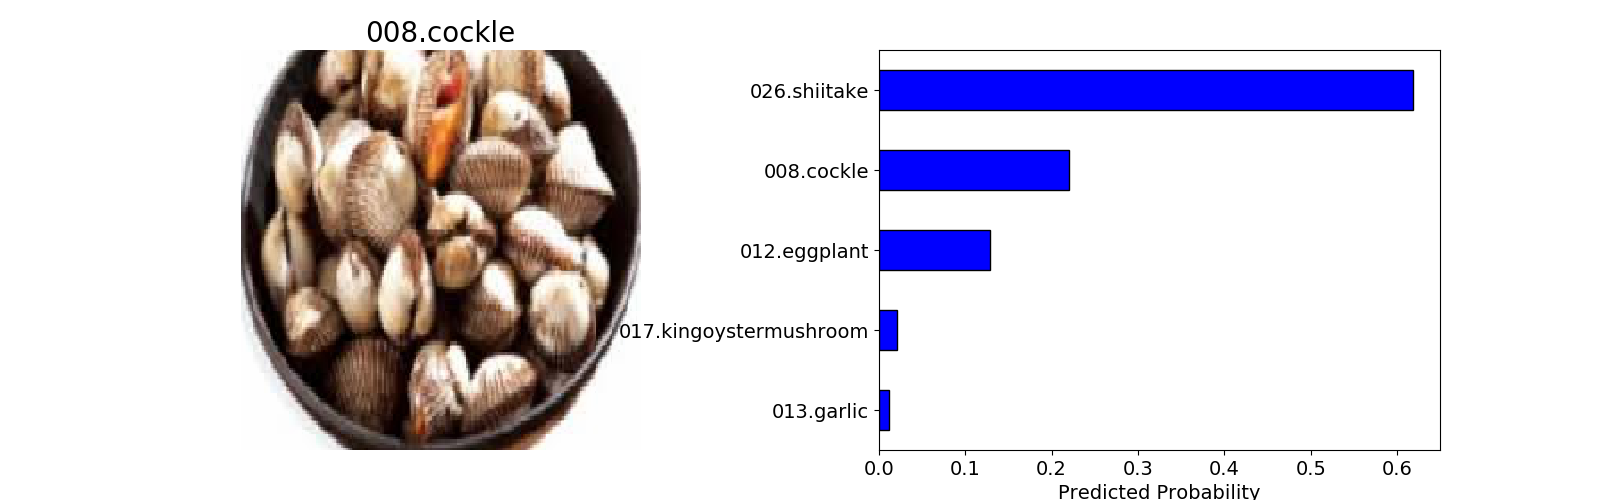 008.cockle
026.shiitake
008.cockle
012.eggplant
017.kingoystermushroom
013.garlic
0.0 0.1 0.2 0.3 0.4 0.5 0.6
Predicted Probability